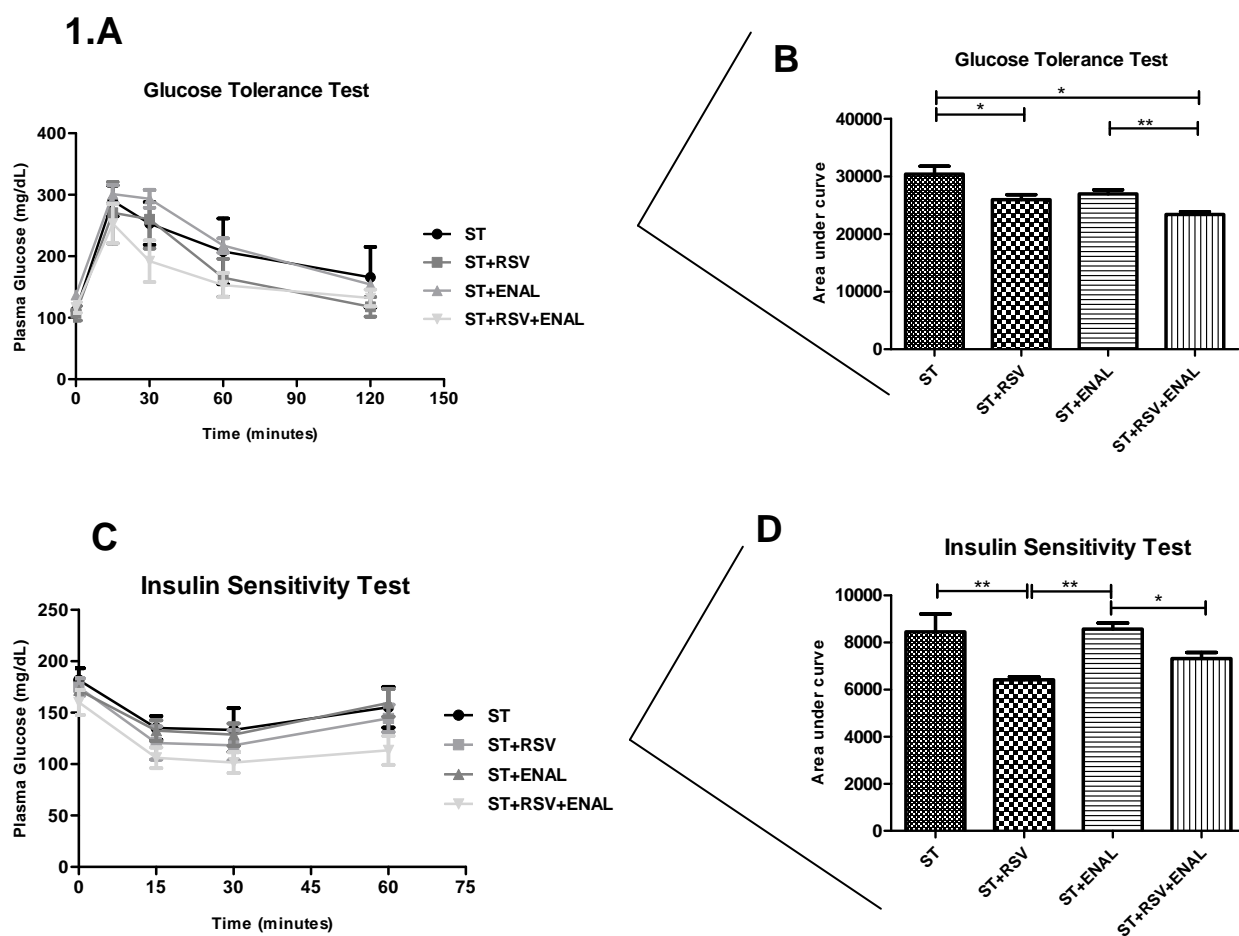 1.A
Glucose Tolerance Test
Plasma Glucose (mg/dL)
400
300
200
100
0
0 30 60 90 120 150
Time (minutes)
ST
ST+RSV
ST+ENAL
ST+RSV+ENAL
B
Glucose Tolerance Test
*
* **
Area under curve
40000
30000
20000
10000
0
ST ST+RSV ST+ENAL ST+RSV+ENAL
C
Insulin Sensitivity Test
Plasma Glucose (mg/dL)
250
200
150
100
50
0
0 15 30 45 60 75
Time (minutes)
ST
ST+RSV
ST+ENAL
ST+RSV+ENAL
D
Insulin Sensitivity Test
** ** *
Area under curve
10000
8000
6000
4000
2000
0
ST ST+RSV ST+ENAL ST+RSV+ENAL